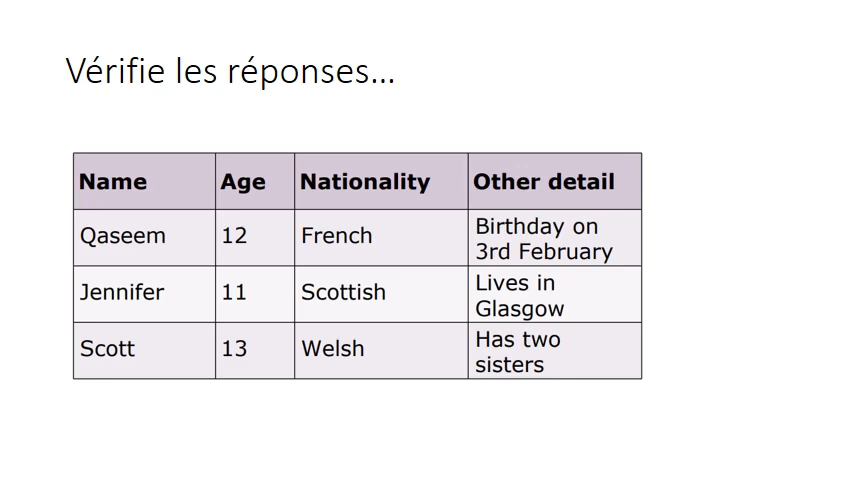 Vérifie les réponses...
Name Age Nationality Other detail
Qaseem 12 French Birthday on
3rd February
Jennifer 11 Scottish Lives in
Glasgow
Scott 13 Welsh Has two
sisters